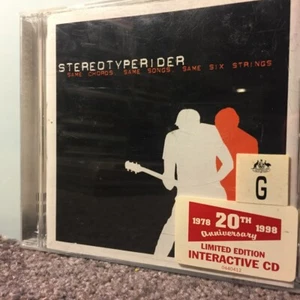 STEREOTYPERIDER
SAME CHORDS, SAME SONGS, SAME SIX STRINGS
G
1978 20TH 1998
Anniversary
LIMITED EDITION
INTERACTIVE CD